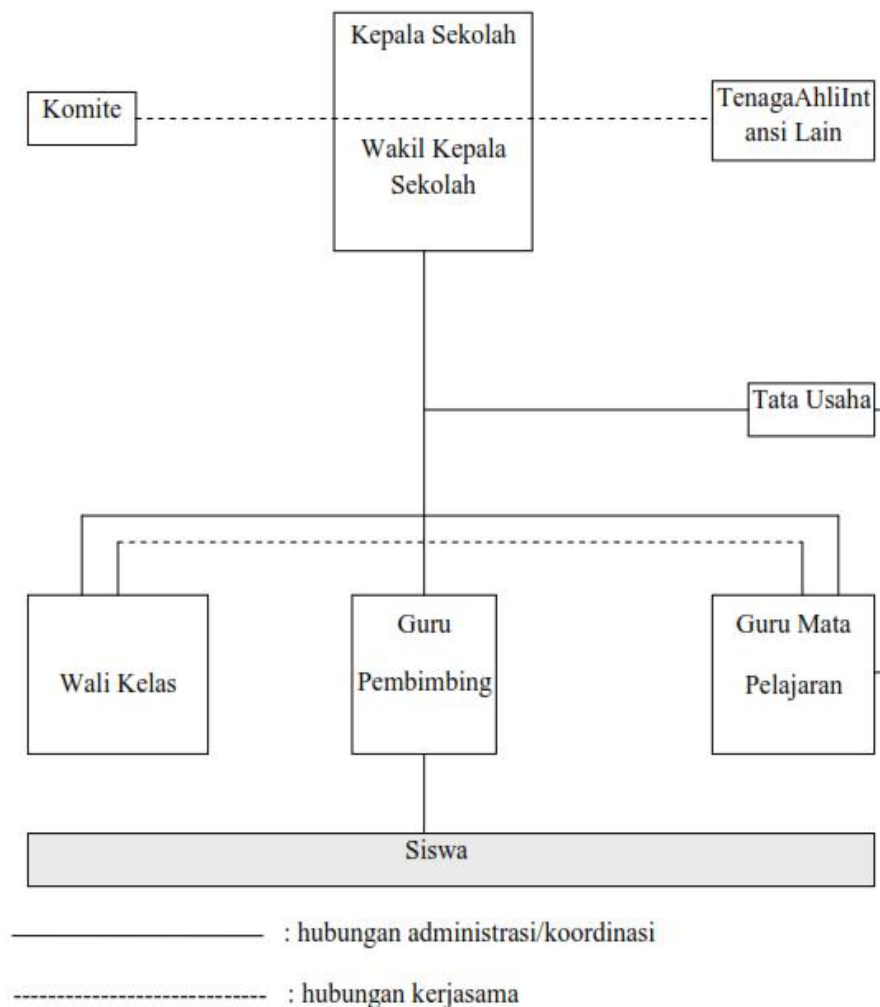 Kepala Sekolah
Komite
TenagaAhliInt
ansi Lain
Wakil Kepala
Sekolah
Tata Usaha
Wali Kelas
Guru
Pembimbing
Guru Mata
Pelajaran
Siswa
: hubungan administrasi/koordinasi
: hubungan kerjasama